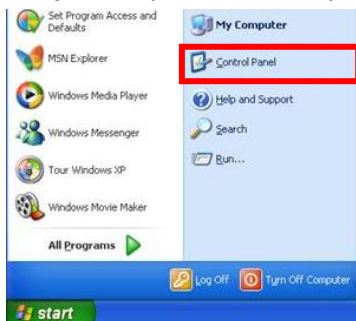 Set Program Access and
Defaults
MSN Explorer
Windows Media Player
Windows Messenger
Tour Windows XP
Windows Movie Maker
All Programs
My Computer
Control Panel
Help and Support
Search
Run...
Log Off
Turn Off Computer
start